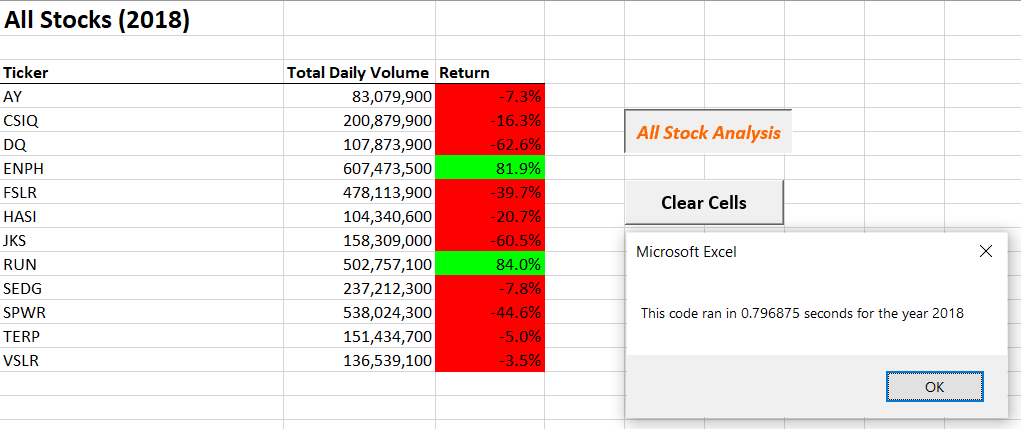 All Stocks (2018)
Ticker Total Daily Volume Return
AY 83,079,900 -7.3%
CSIQ 200,879,900 -16.3%
DQ 107,873,900 -62.6%
ENPH 607,473,500 81.9%
FSLR 478,113,900 -39.7%
HASI 104,340,600 -20.7%
JKS 158,309,000 -60.5%
RUN 502,757,100 84.0%
SEDG 237,212,300 -7.8%
SPWR 538,024,300 -44.6%
TERP 151,434,700 -5.0%
VSLR 136,539,100 -3.5%
All Stock Analysis
Clear Cells
Microsoft Excel
This code ran in 0.796875 seconds for the year 2018
OK